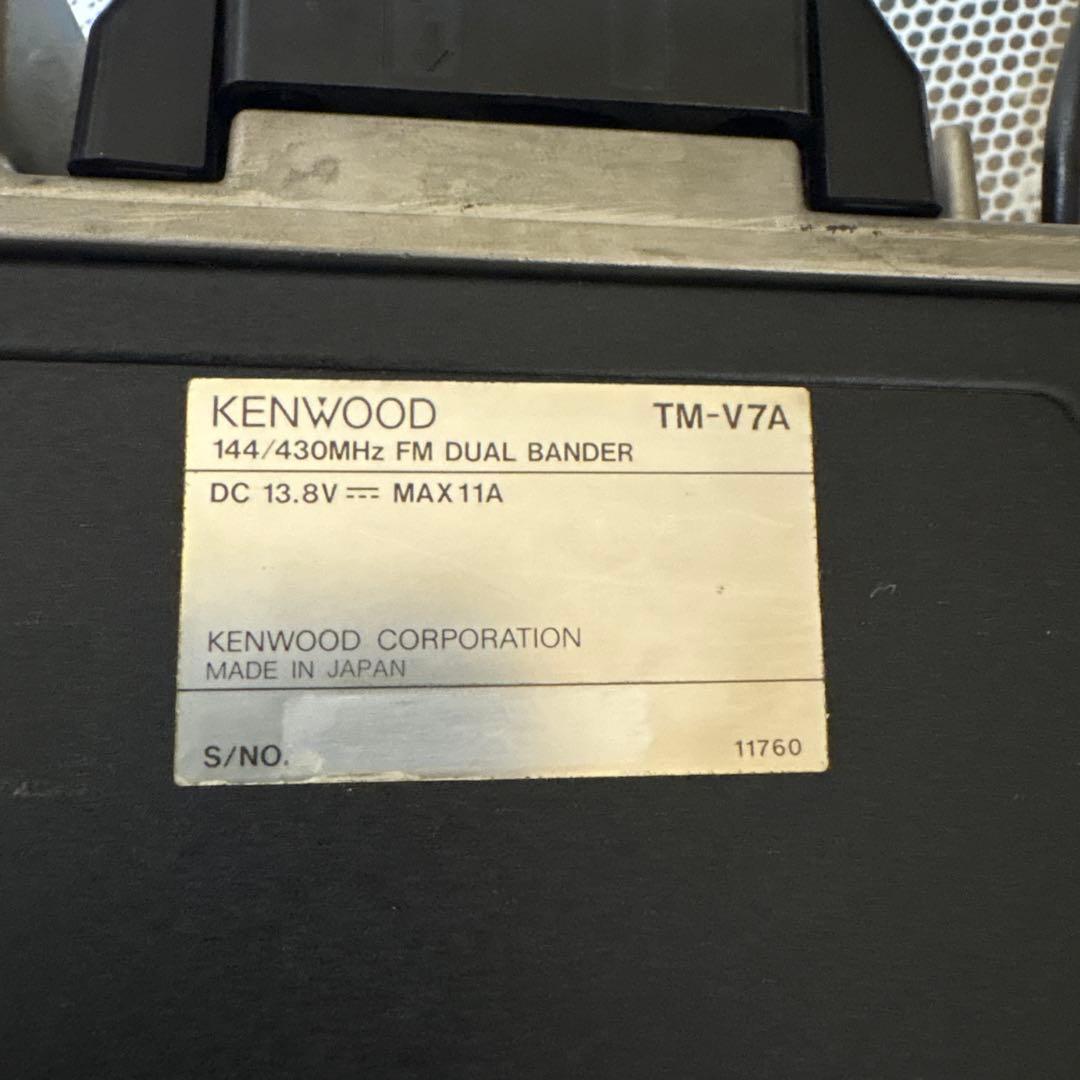 KENWOOD TM-V7A
144/430MHz FM DUAL BANDER
DC 13.8V ⎓ MAX11A
KENWOOD CORPORATION
MADE IN JAPAN
S/NO. 11760